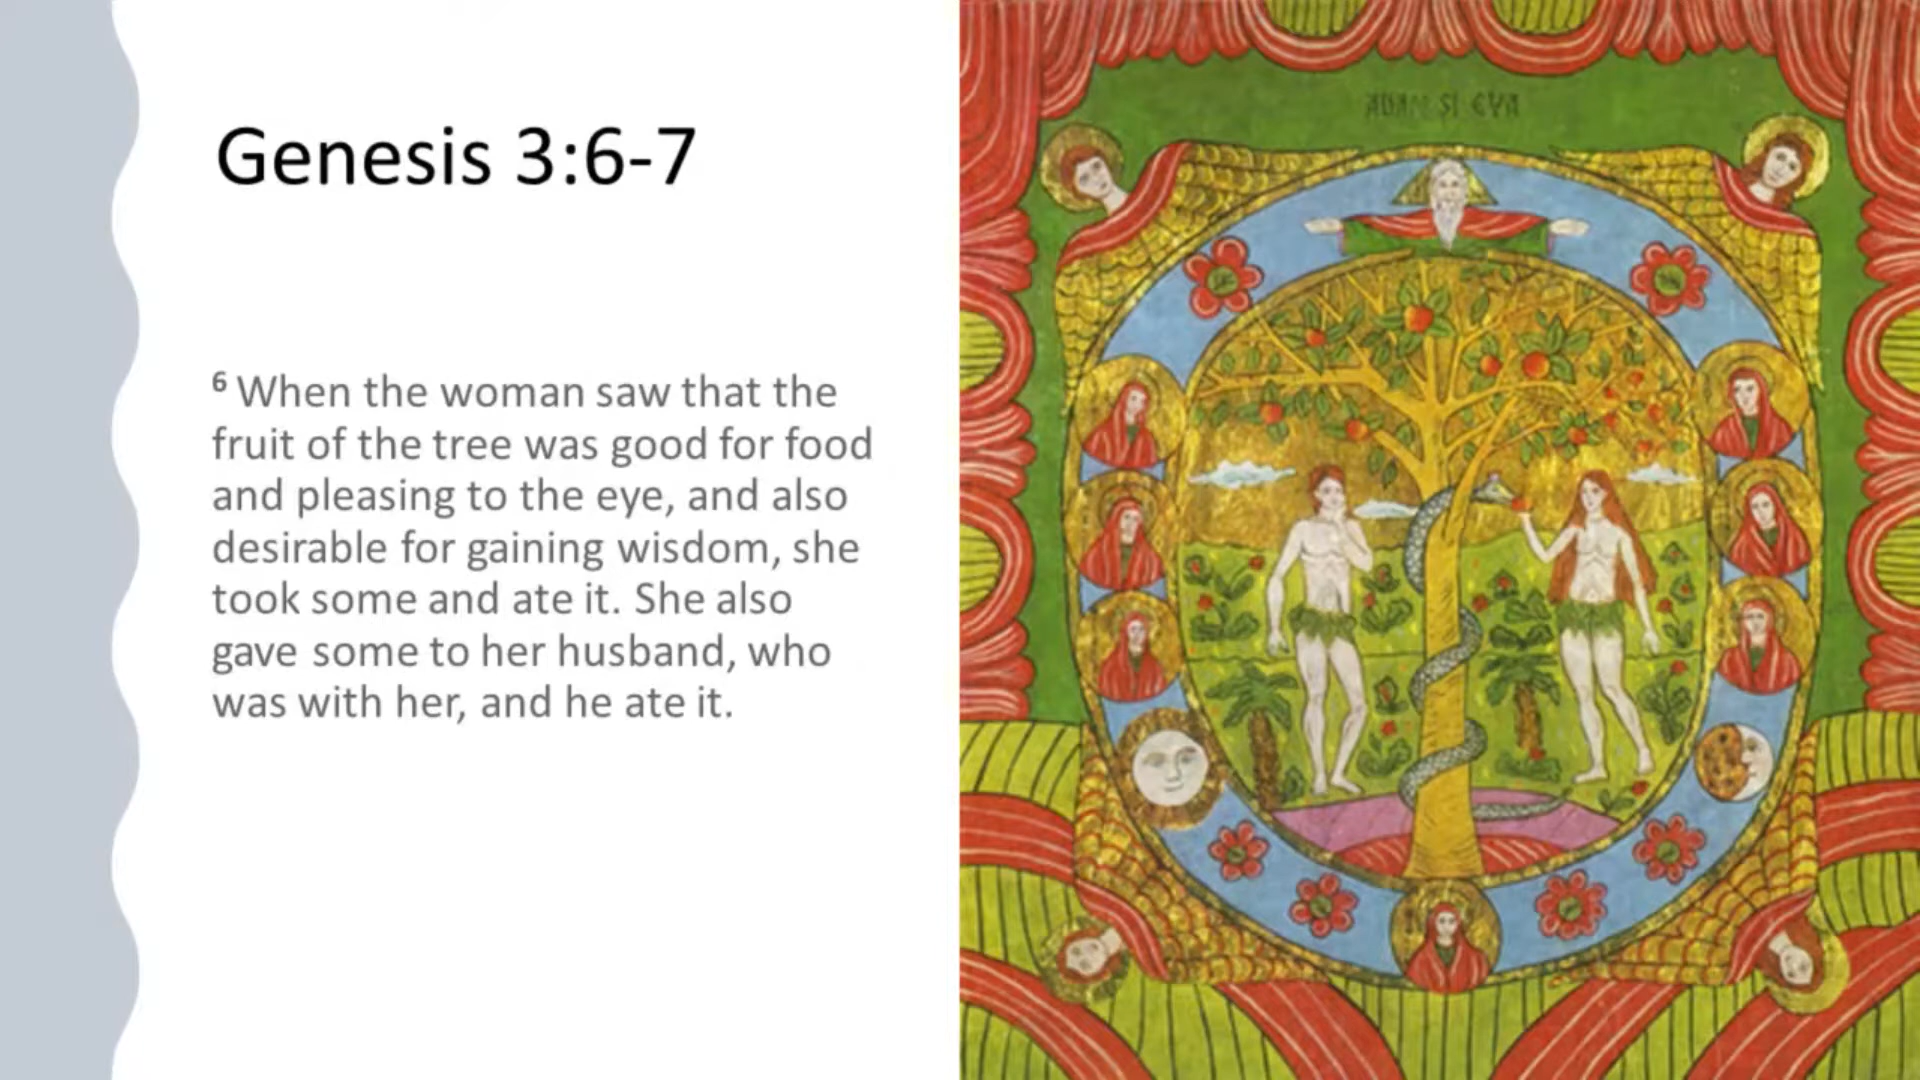 Genesis 3:6-7
⁶ When the woman saw that the
fruit of the tree was good for food
and pleasing to the eye, and also
desirable for gaining wisdom, she
took some and ate it. She also
gave some to her husband, who
was with her, and he ate it.
ADAM SI EVA